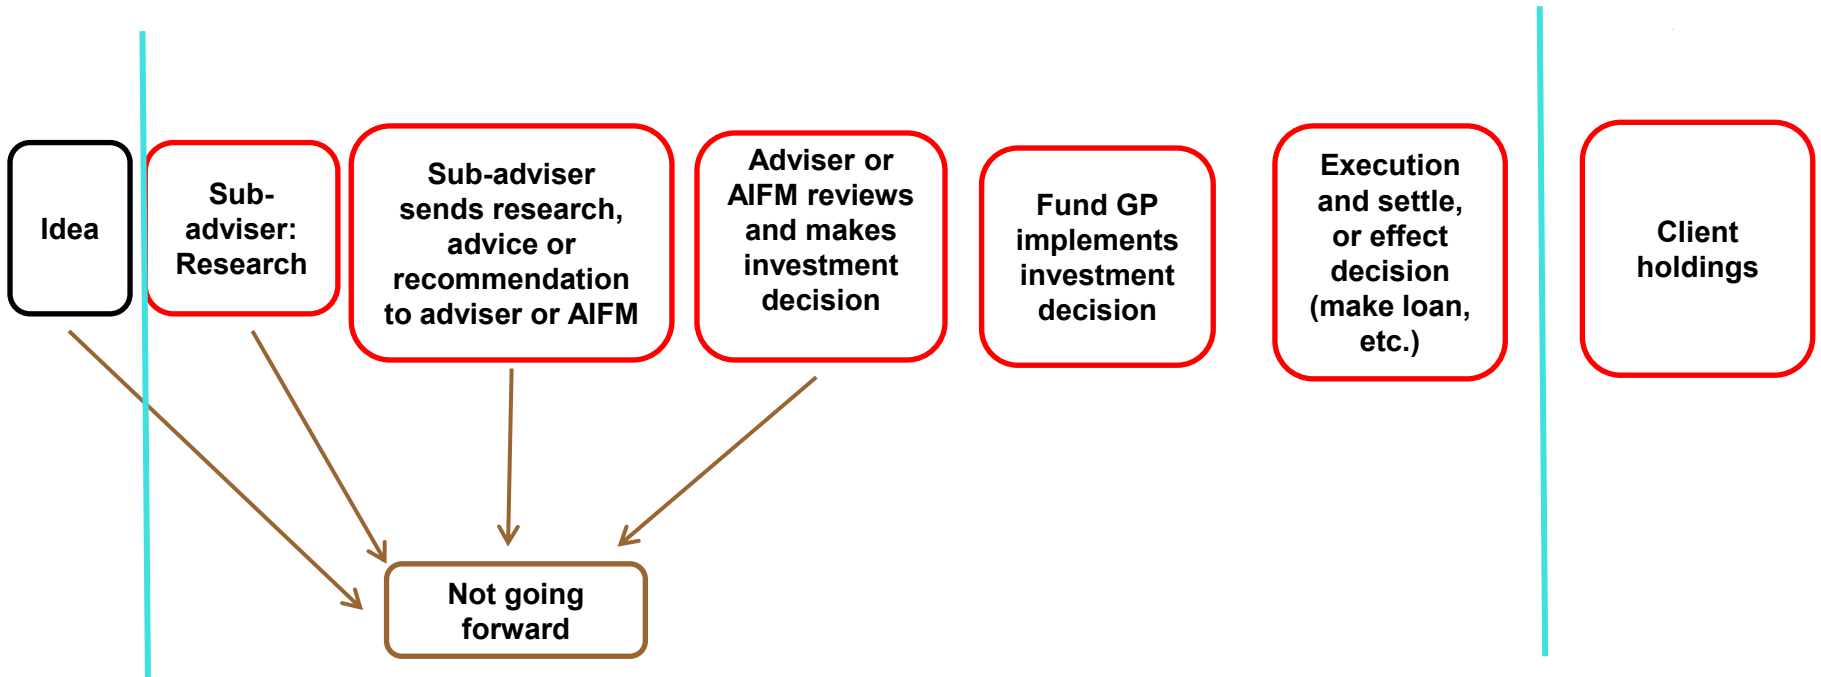 Idea
Sub-
adviser:
Research
Sub-adviser
sends research,
advice or
recommendation
to adviser or AIFM
Adviser or
AIFM reviews
and makes
investment
decision
Fund GP
implements
investment
decision
Execution
and settle,
or effect
decision
(make loan,
etc.)
Client
holdings
Not going
forward